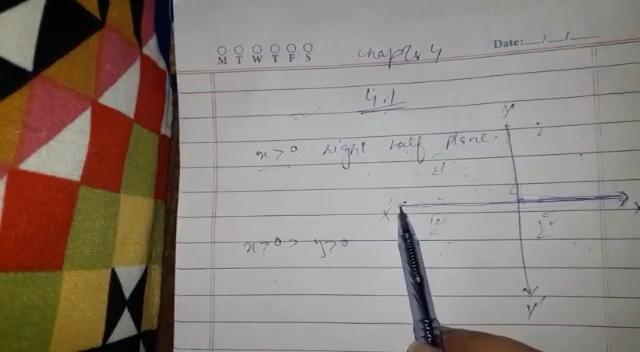 M T W T F S
chapter 4
Date: _/_/_
4.1
x > 0 right half plane.
y
x'
x
x > 0 , y > 0
y'